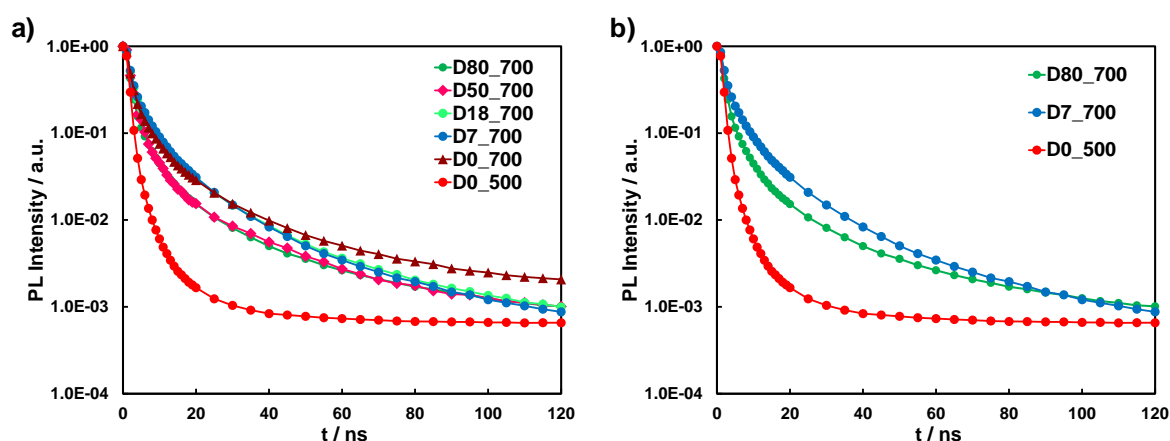 a)
PL Intensity / a.u.
1.0E+00
1.0E-01
1.0E-02
1.0E-03
1.0E-04
0 20 40 60 80 100 120
t / ns
D80_700
D50_700
D18_700
D7_700
D0_700
D0_500
b)
PL Intensity / a.u.
1.0E+00
1.0E-01
1.0E-02
1.0E-03
1.0E-04
0 20 40 60 80 100 120
t / ns
D80_700
D7_700
D0_500